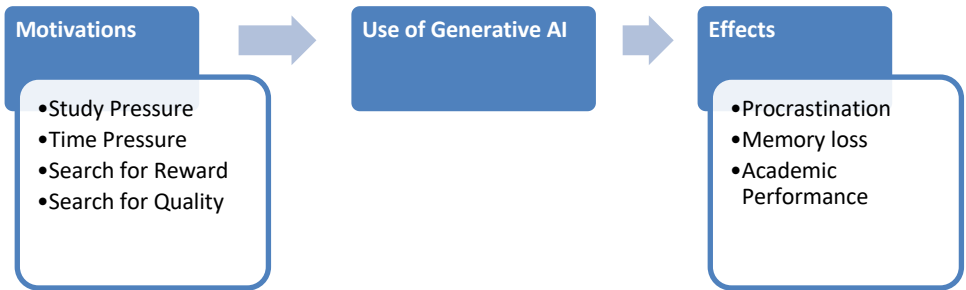 Motivations
•Study Pressure
•Time Pressure
•Search for Reward
•Search for Quality
Use of Generative AI
Effects
•Procrastination
•Memory loss
•Academic
Performance